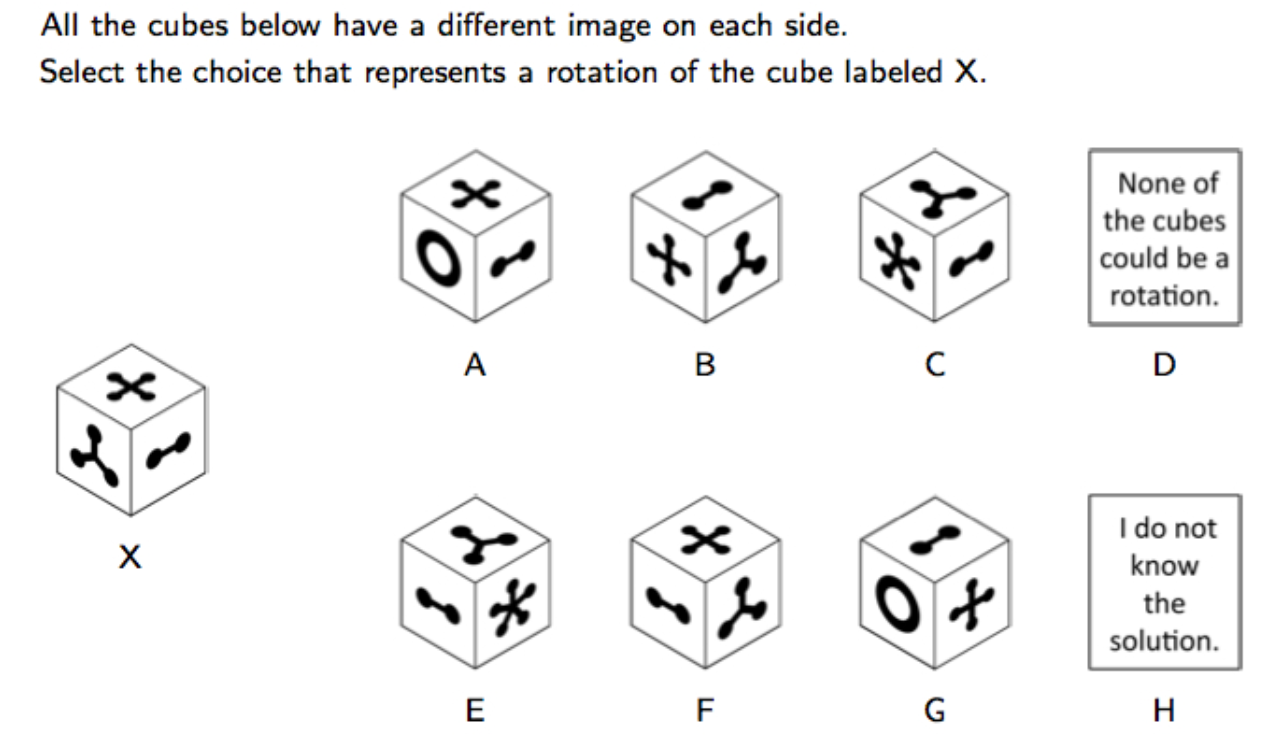 All the cubes below have a different image on each side.
Select the choice that represents a rotation of the cube labeled X.
None of
the cubes
could be a
rotation.
A
B
C
D
X
I do not
know
the
solution.
E
F
G
H